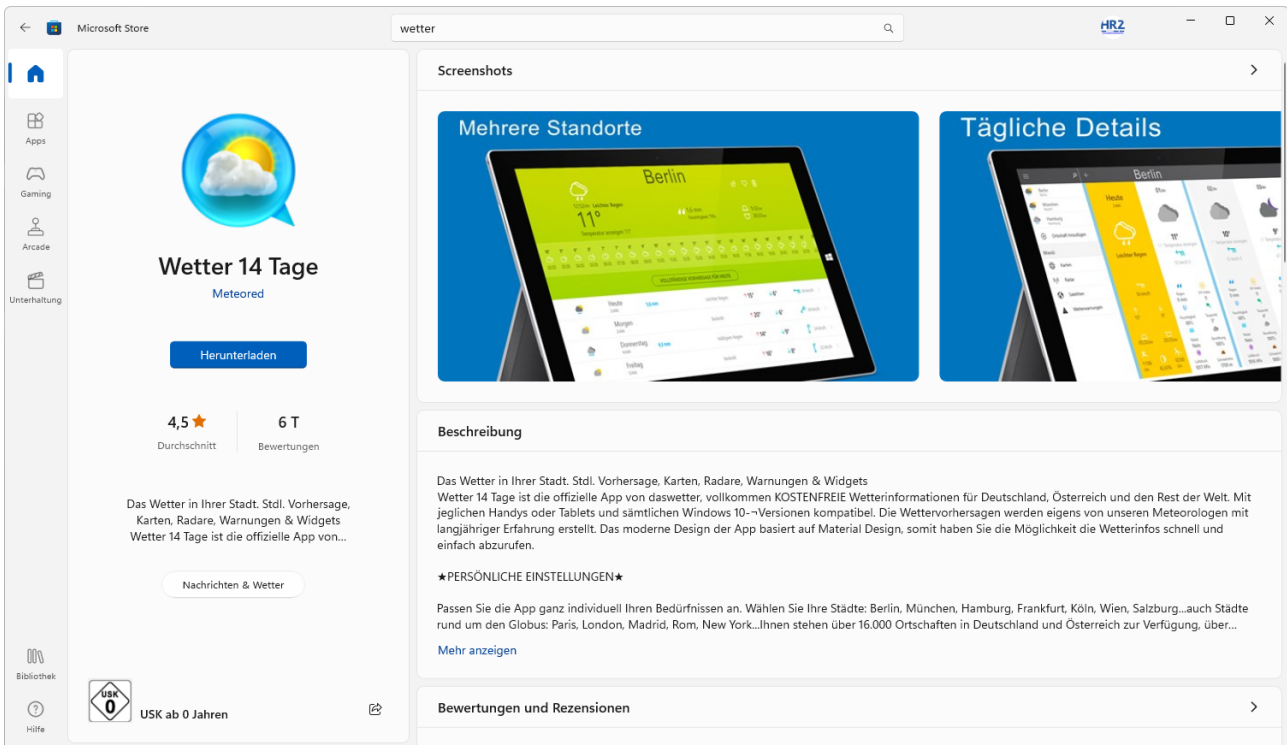 Microsoft Store
wetter
HR2
Apps
Gaming
Arcade
Unterhaltung
Bibliothek
Hilfe
Wetter 14 Tage
Meteored
Herunterladen
4,5
6 T
Durchschnitt
Bewertungen
Das Wetter in Ihrer Stadt. Stdl. Vorhersage,
Karten, Radare, Warnungen & Widgets
Wetter 14 Tage ist die offizielle App von...
Nachrichten & Wetter
USK
0
USK ab 0 Jahren
Screenshots
Mehrere Standorte
Berlin
Leichter Regen
11°
Heute
Morgen
Donnerstag
Freitag
Tägliche Details
Berlin
Heute
Leichter Regen
Beschreibung
Das Wetter in Ihrer Stadt. Stdl. Vorhersage, Karten, Radare, Warnungen & Widgets
Wetter 14 Tage ist die offizielle App von daswetter, vollkommen KOSTENFREIE Wetterinformationen für Deutschland, Österreich und den Rest der Welt. Mit
jeglichen Handys oder Tablets und sämtlichen Windows 10-¬Versionen kompatibel. Die Wettervorhersagen werden eigens von unseren Meteorologen mit
langjähriger Erfahrung erstellt. Das moderne Design der App basiert auf Material Design, somit haben Sie die Möglichkeit die Wetterinfos schnell und
einfach abzurufen.
★PERSÖNLICHE EINSTELLUNGEN★
Passen Sie die App ganz individuell Ihren Bedürfnissen an. Wählen Sie Ihre Städte: Berlin, München, Hamburg, Frankfurt, Köln, Wien, Salzburg...auch Städte
rund um den Globus: Paris, London, Madrid, Rom, New York...Ihnen stehen über 16.000 Ortschaften in Deutschland und Österreich zur Verfügung, über...
Mehr anzeigen
Bewertungen und Rezensionen